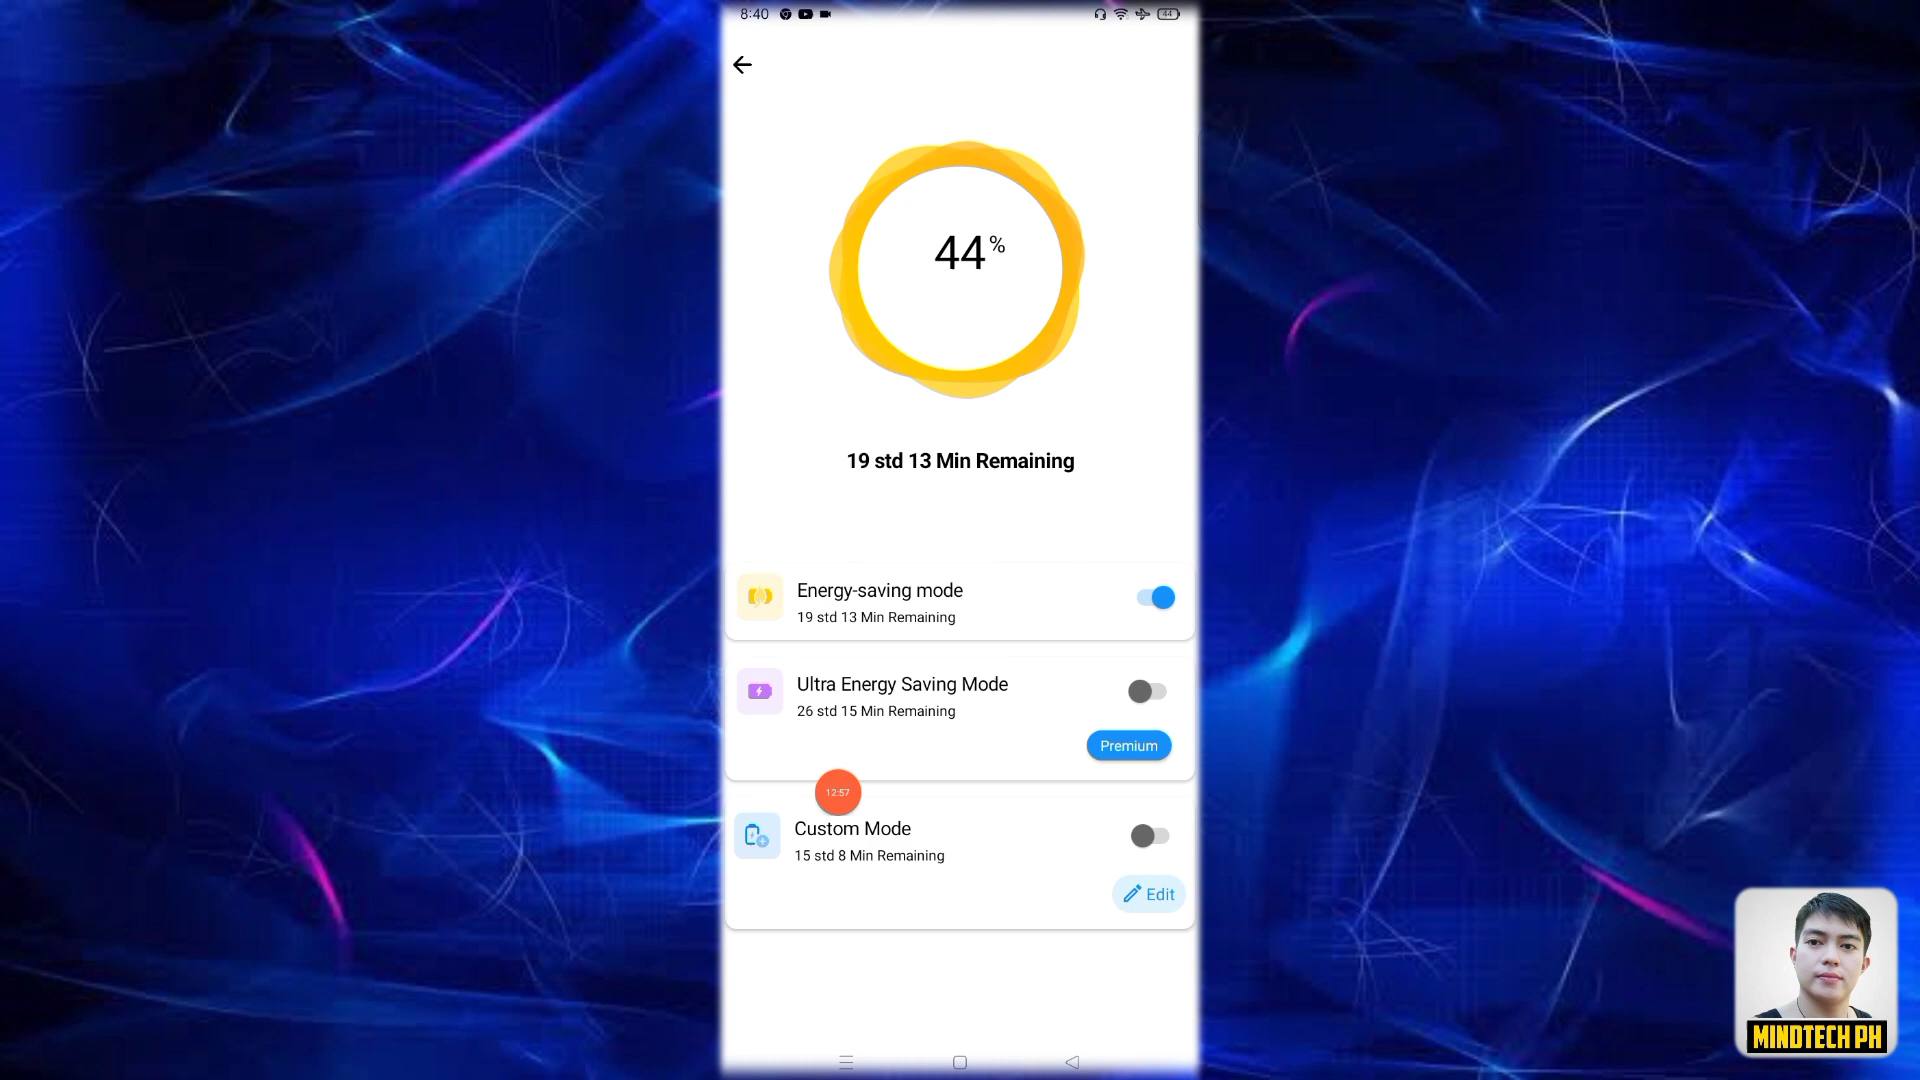 8:40
44
44%
19 std 13 Min Remaining
Energy-saving mode
19 std 13 Min Remaining
Ultra Energy Saving Mode
26 std 15 Min Remaining
Premium
12:57
Custom Mode
15 std 8 Min Remaining
Edit
MINDTECH PH